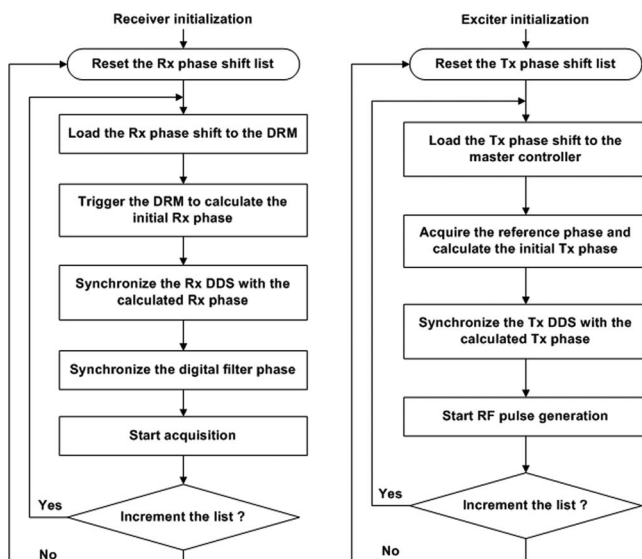 Receiver initialization
Reset the Rx phase shift list
Load the Rx phase shift to the DRM
Trigger the DRM to calculate the
initial Rx phase
Synchronize the Rx DDS with the
calculated Rx phase
Synchronize the digital filter phase
Start acquisition
Yes
Increment the list ?
No
Exciter initialization
Reset the Tx phase shift list
Load the Tx phase shift to the
master controller
Acquire the reference phase and
calculate the initial Tx phase
Synchronize the Tx DDS with the
calculated Tx phase
Start RF pulse generation
Yes
Increment the list ?
No